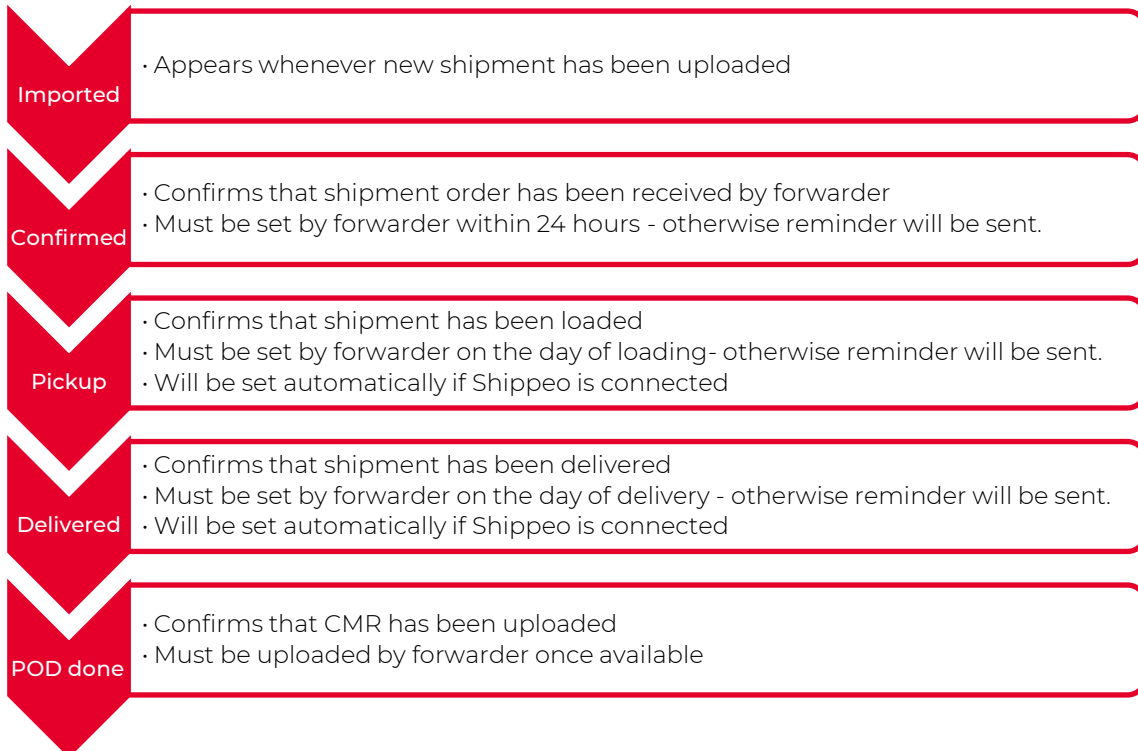 Imported
· Appears whenever new shipment has been uploaded
Confirmed
· Confirms that shipment order has been received by forwarder
· Must be set by forwarder within 24 hours - otherwise reminder will be sent.
Pickup
· Confirms that shipment has been loaded
· Must be set by forwarder on the day of loading- otherwise reminder will be sent.
· Will be set automatically if Shippeo is connected
Delivered
· Confirms that shipment has been delivered
· Must be set by forwarder on the day of delivery - otherwise reminder will be sent.
· Will be set automatically if Shippeo is connected
POD done
· Confirms that CMR has been uploaded
· Must be uploaded by forwarder once available